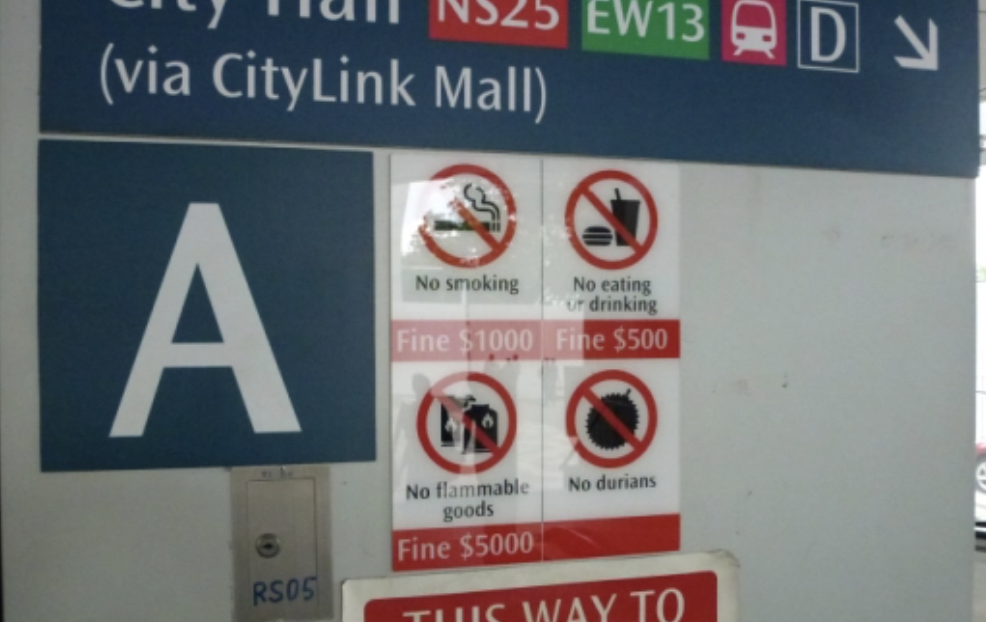 City Hall NS25 EW13 D
(via CityLink Mall)
A
No smoking
No eating
or drinking
Fine $1000
Fine $500
No flammable
goods
No durians
Fine $5000
RS05
THIS WAY TO